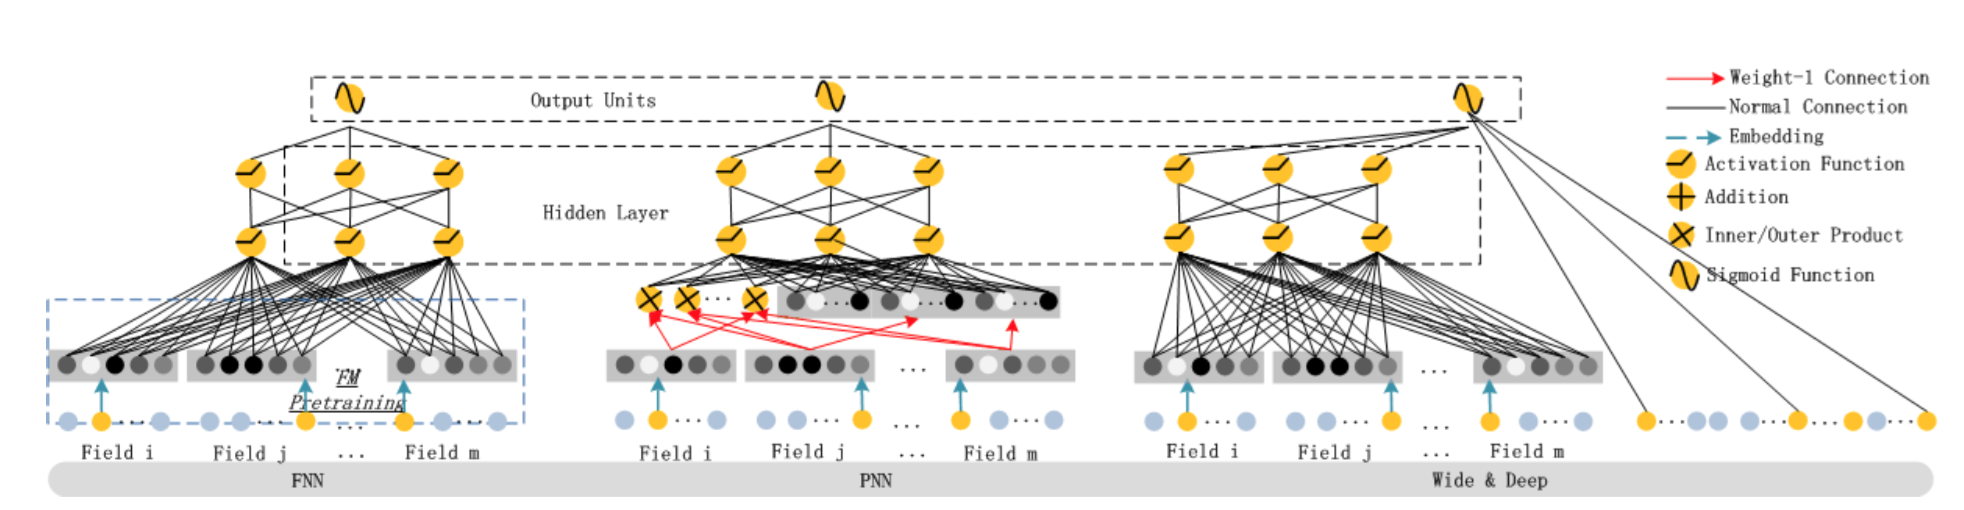 Output Units
Hidden Layer
Weight-1 Connection
Normal Connection
Embedding
Activation Function
Addition
Inner/Outer Product
Sigmoid Function
FM
Pretraining
...
Field i
Field j
...
Field m
...
Field i
Field j
...
Field m
...
Field i
Field j
...
Field m
FNN
PNN
Wide & Deep